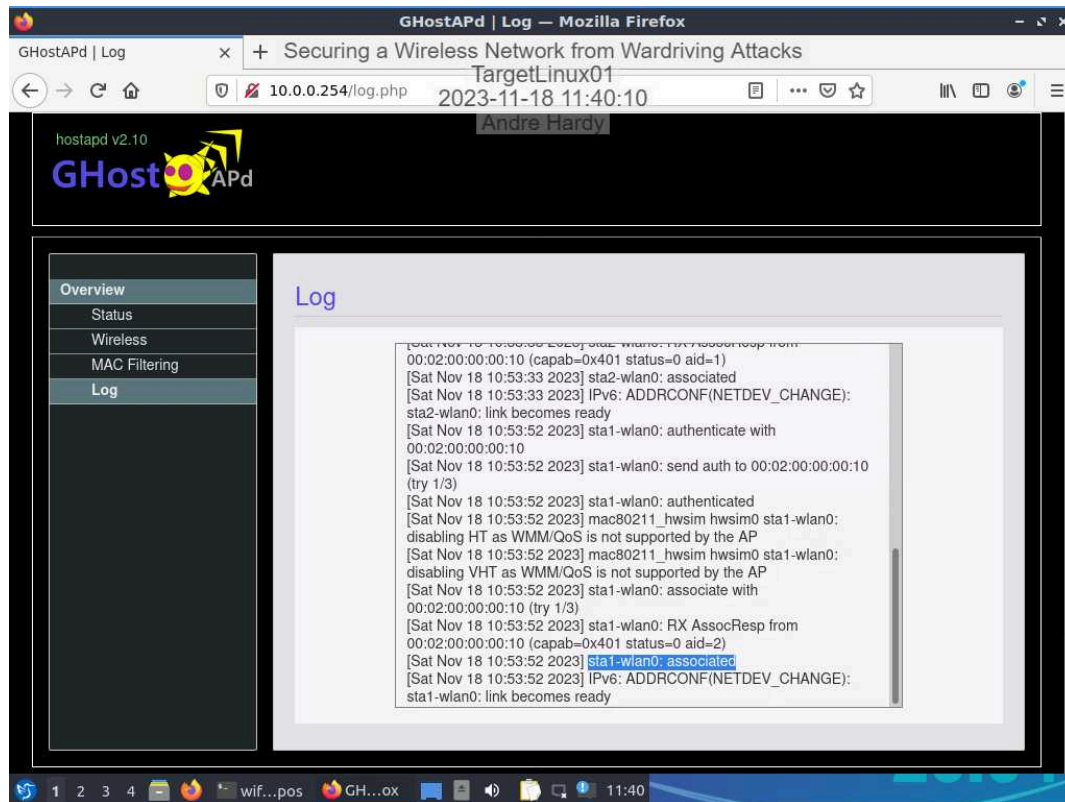 GHostAPd | Log — Mozilla Firefox
GHostAPd | Log
Securing a Wireless Network from Wardriving Attacks
TargetLinux01
10.0.0.254/log.php
2023-11-18 11:40:10
Andre Hardy
hostapd v2.10
GHost APd
Overview
Status
Wireless
MAC Filtering
Log
Log
00:02:00:00:00:10 (capab=0x401 status=0 aid=1)
[Sat Nov 18 10:53:33 2023] sta2-wlan0: associated
[Sat Nov 18 10:53:33 2023] IPv6: ADDRCONF(NETDEV_CHANGE):
sta2-wlan0: link becomes ready
[Sat Nov 18 10:53:52 2023] sta1-wlan0: authenticate with
00:02:00:00:00:10
[Sat Nov 18 10:53:52 2023] sta1-wlan0: send auth to 00:02:00:00:00:10
(try 1/3)
[Sat Nov 18 10:53:52 2023] sta1-wlan0: authenticated
[Sat Nov 18 10:53:52 2023] mac80211_hwsim hwsim0 sta1-wlan0:
disabling HT as WMM/QoS is not supported by the AP
[Sat Nov 18 10:53:52 2023] mac80211_hwsim hwsim0 sta1-wlan0:
disabling VHT as WMM/QoS is not supported by the AP
[Sat Nov 18 10:53:52 2023] sta1-wlan0: associate with
00:02:00:00:00:10 (try 1/3)
[Sat Nov 18 10:53:52 2023] sta1-wlan0: RX AssocResp from
00:02:00:00:00:10 (capab=0x401 status=0 aid=2)
[Sat Nov 18 10:53:52 2023] sta1-wlan0: associated
[Sat Nov 18 10:53:52 2023] IPv6: ADDRCONF(NETDEV_CHANGE):
sta1-wlan0: link becomes ready
1 2 3 4 wif...pos GH...ox 11:40